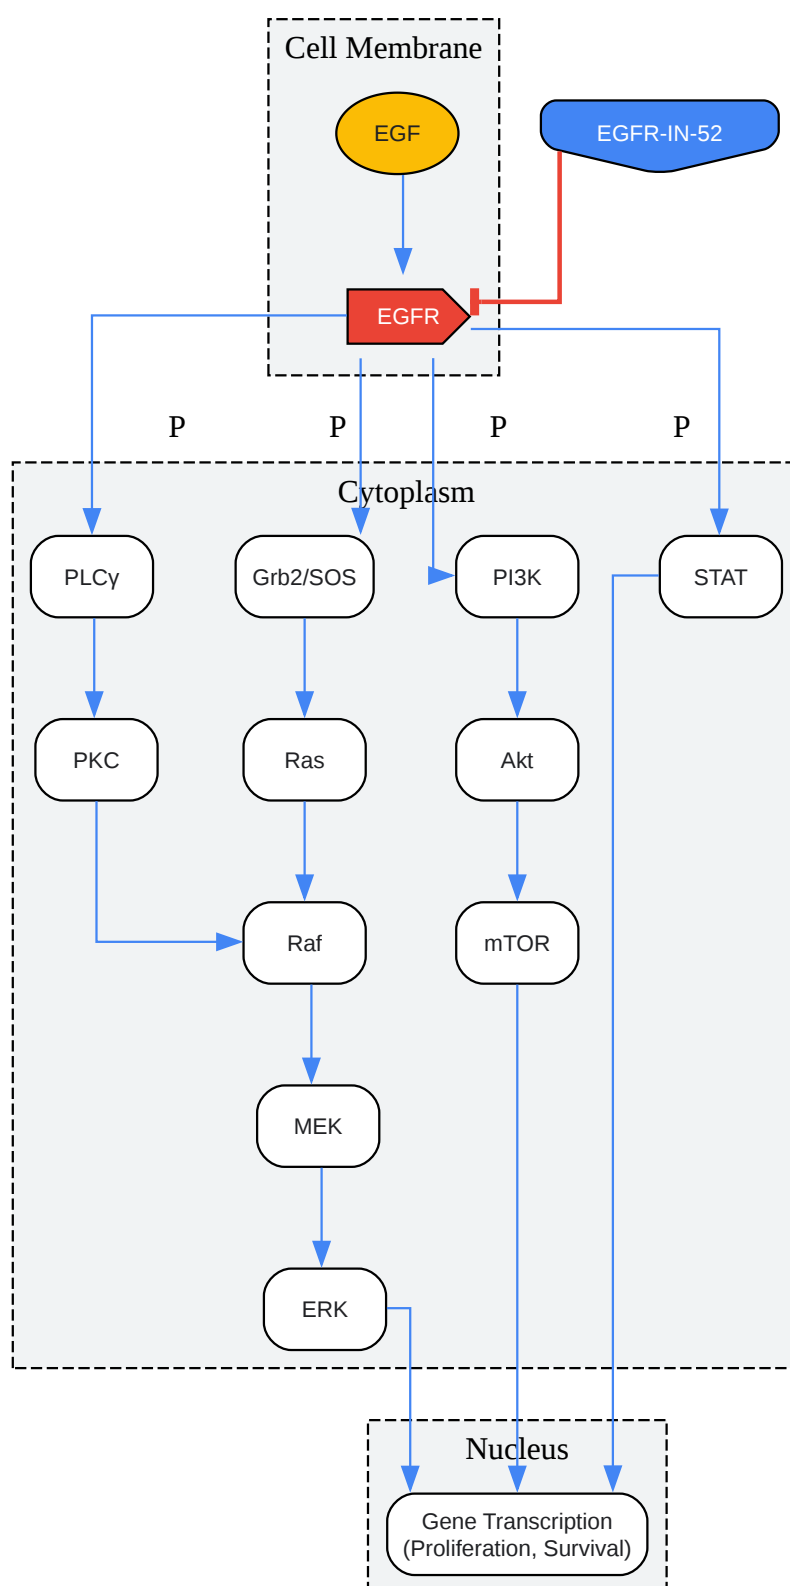 Cell Membrane
EGF
EGFR-IN-52
EGFR
P
P
P
P
Cytoplasm
PLCγ
Grb2/SOS
PI3K
STAT
PKC
Ras
Akt
Raf
mTOR
MEK
ERK
Nucleus
Gene Transcription
(Proliferation, Survival)